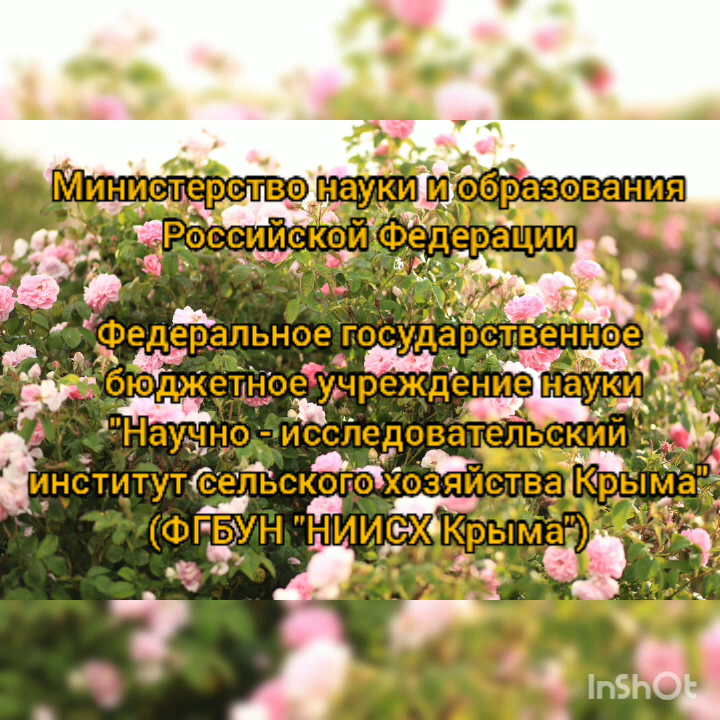 Министерство науки и образования
Российской Федерации
Федеральное государственное
бюджетное учреждение науки
"Научно - исследовательский
институт сельского хозяйства Крыма"
(ФГБУН "НИИСХ Крыма")
InShOt